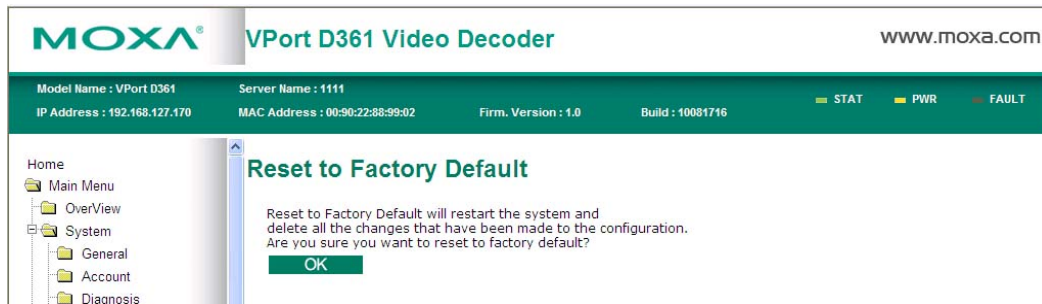 MOXA® VPort D361 Video Decoder www.moxa.com
Model Name : VPort D361 Server Name : 1111
IP Address : 192.168.127.170 MAC Address : 00:90:22:88:99:02 Firm. Version : 1.0 Build : 10081716
STAT PWR FAULT
Home
Main Menu
OverView
System
General
Account
Diagnosis
Reset to Factory Default
Reset to Factory Default will restart the system and
delete all the changes that have been made to the configuration.
Are you sure you want to reset to factory default?
OK